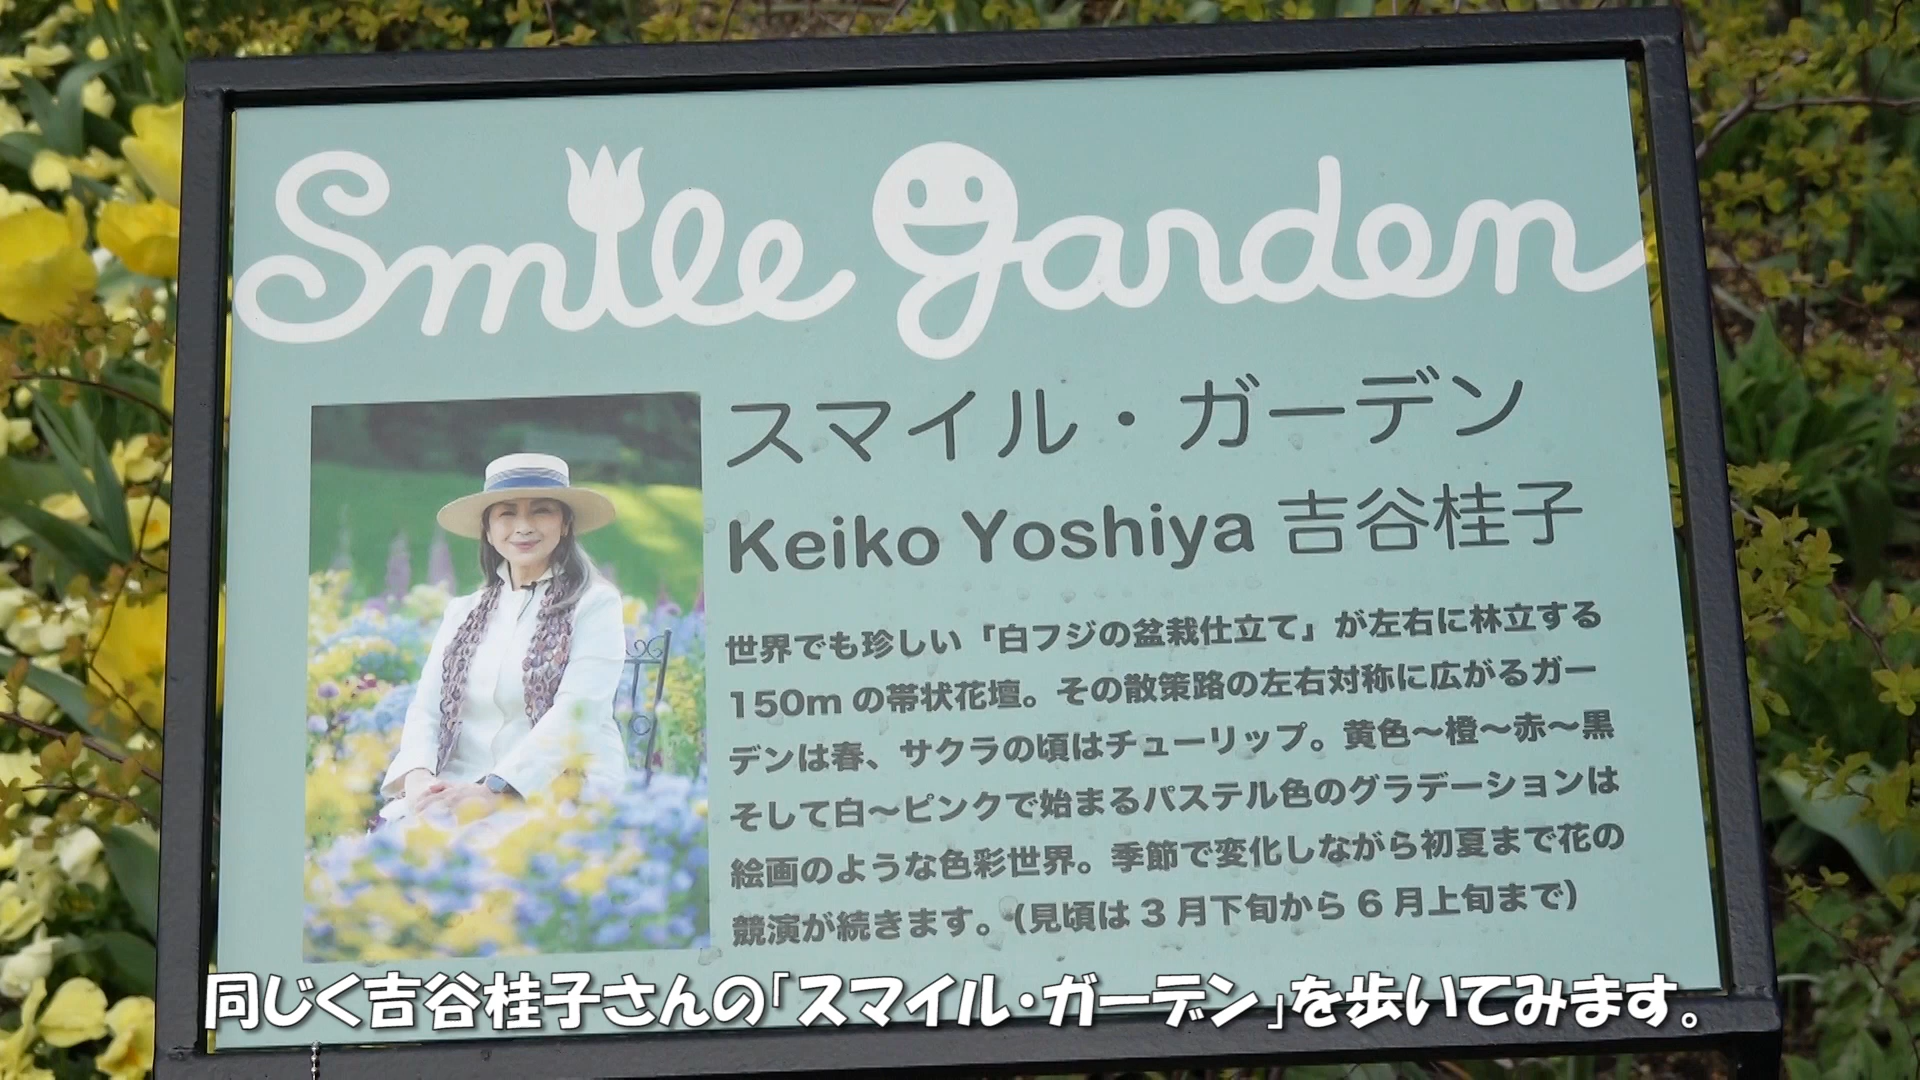 Smile garden
スマイル・ガーデン
Keiko Yoshiya 吉谷桂子
世界でも珍しい「白フジの盆栽仕立て」が左右に林立する
150mの帯状花壇。その散策路の左右対称に広がるガー
デンは春、サクラの頃はチューリップ。黄色〜橙〜赤〜黒
そして白〜ピンクで始まるパステル色のグラデーションは
絵画のような色彩世界。季節で変化しながら初夏まで花の
競演が続きます。（見頃は3月下旬から6月上旬まで）
同じく吉谷桂子さんの「スマイル・ガーデン」を歩いてみます。